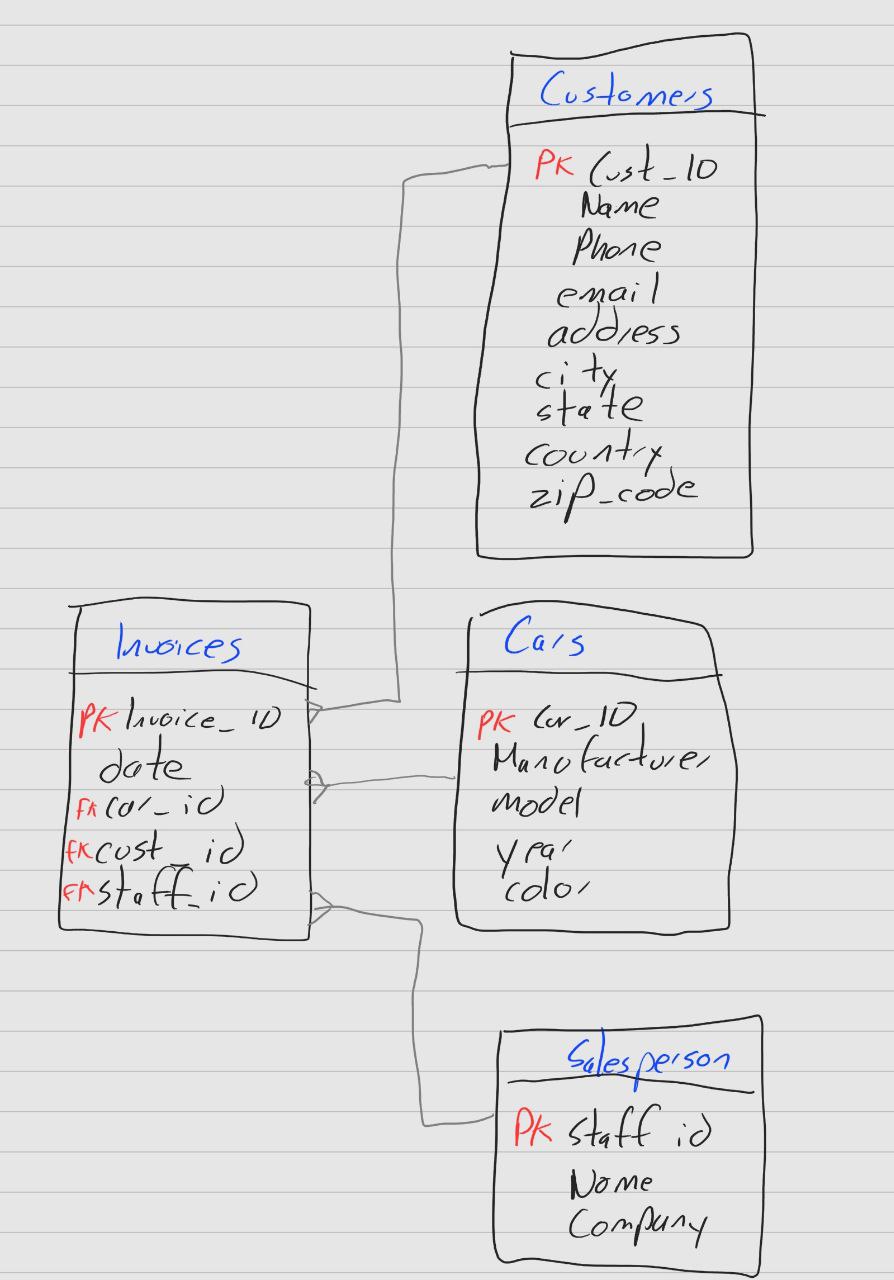 Customers
PK Cust_ID
Name
Phone
email
address
city
state
country
zip_code
Invoices
PK Invoice_ID
date
FK car_id
FK cust_id
FK staff_id
Cars
PK Car_ID
Manufacturer
model
year
color
Salesperson
PK staff id
Name
Company